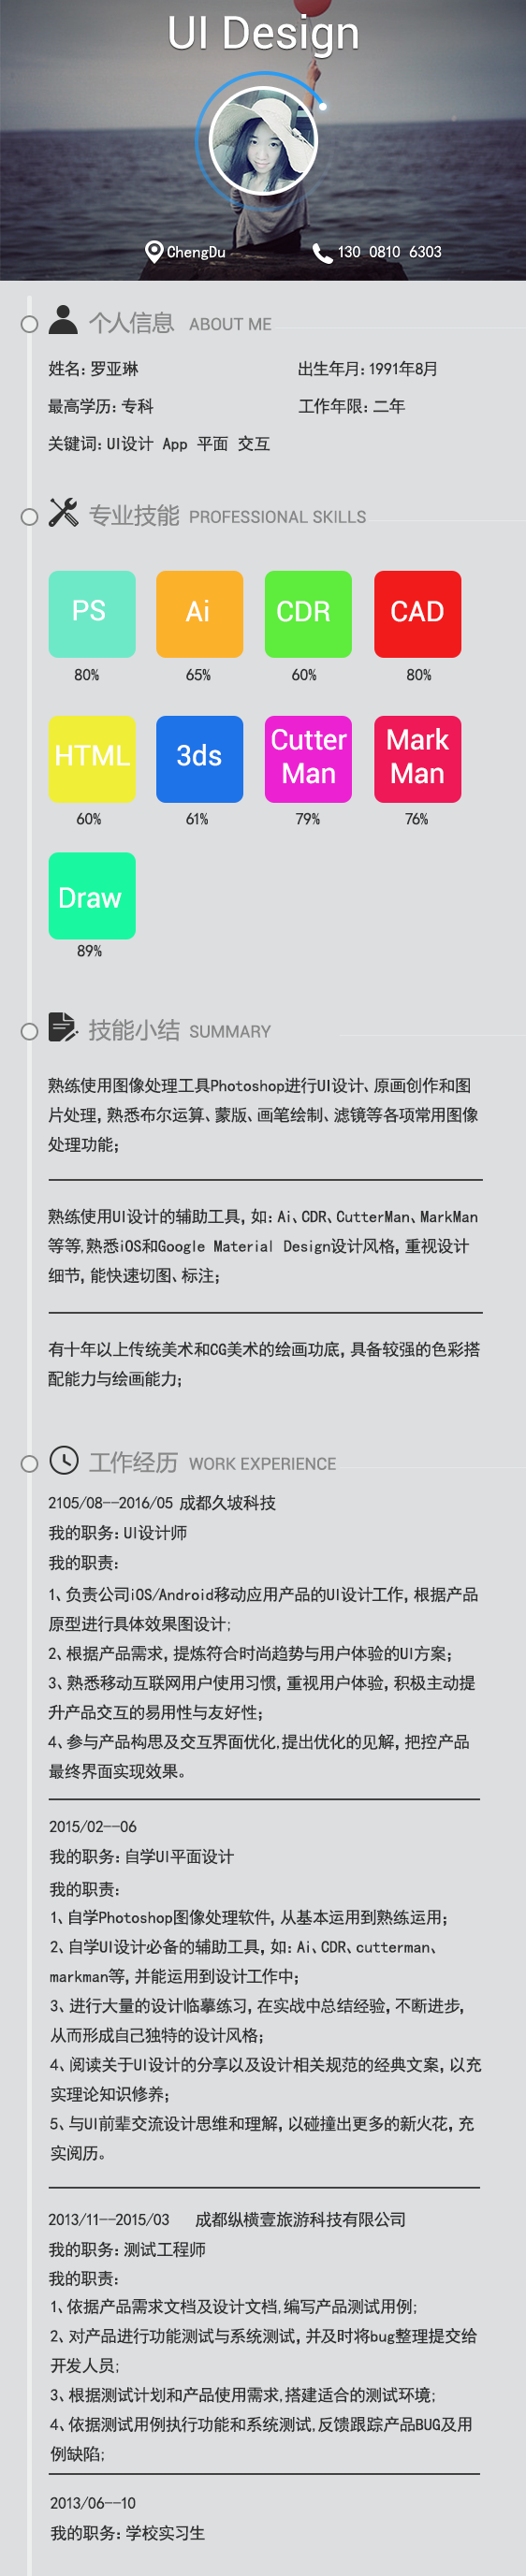 UI Design
ChengDu
130 0810 6303
个人信息 ABOUT ME
姓名: 罗亚琳
出生年月: 1991年8月
最高学历: 专科
工作年限: 二年
关键词: UI设计 App 平面 交互
专业技能 PROFESSIONAL SKILLS
PS
Ai
CDR
CAD
80%
65%
60%
80%
HTML
3ds
Cutter
Man
Mark
Man
60%
61%
79%
76%
Draw
89%
技能小结 SUMMARY
熟练使用图像处理工具Photoshop进行UI设计、原画创作和图
片处理, 熟悉布尔运算、蒙版、画笔绘制、滤镜等各项常用图像
处理功能;
熟练使用UI设计的辅助工具, 如: Ai、CDR、CutterMan、MarkMan
等等,熟悉iOS和Google Material Design设计风格, 重视设计
细节, 能快速切图、标注;
有十年以上传统美术和CG美术的绘画功底, 具备较强的色彩搭
配能力与绘画能力;
工作经历 WORK EXPERIENCE
2105/08--2016/05 成都久坡科技
我的职务: UI设计师
我的职责:
1、负责公司iOS/Android移动应用产品的UI设计工作, 根据产品
原型进行具体效果图设计;
2、根据产品需求, 提炼符合时尚趋势与用户体验的UI方案;
3、熟悉移动互联网用户使用习惯, 重视用户体验, 积极主动提
升产品交互的易用性与友好性;
4、参与产品构思及交互界面优化,提出优化的见解, 把控产品
最终界面实现效果。
2015/02--06
我的职务: 自学UI平面设计
我的职责:
1、自学Photoshop图像处理软件, 从基本运用到熟练运用;
2、自学UI设计必备的辅助工具, 如: Ai、CDR、cutterman、
markman等, 并能运用到设计工作中;
3、进行大量的设计临摹练习, 在实战中总结经验, 不断进步,
从而形成自己独特的设计风格;
4、阅读关于UI设计的分享以及设计相关规范的经典文案, 以充
实理论知识修养;
5、与UI前辈交流设计思维和理解, 以碰撞出更多的新火花, 充
实阅历。
2013/11--2015/03 成都纵横壹旅游科技有限公司
我的职务: 测试工程师
我的职责:
1、依据产品需求文档及设计文档,编写产品测试用例;
2、对产品进行功能测试与系统测试, 并及时将bug整理提交给
开发人员;
3、根据测试计划和产品使用需求,搭建适合的测试环境;
4、依据测试用例执行功能和系统测试,反馈跟踪产品BUG及用
例缺陷;
2013/06--10
我的职务: 学校实习生